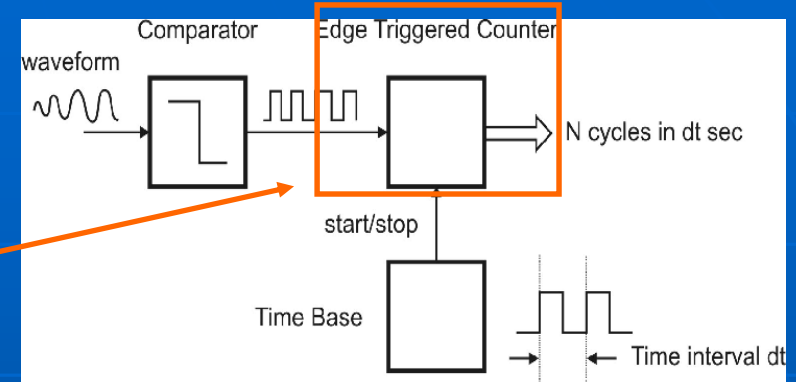 Comparator
Edge Triggered Counter
waveform
N cycles in dt sec
start/stop
Time Base
Time interval dt